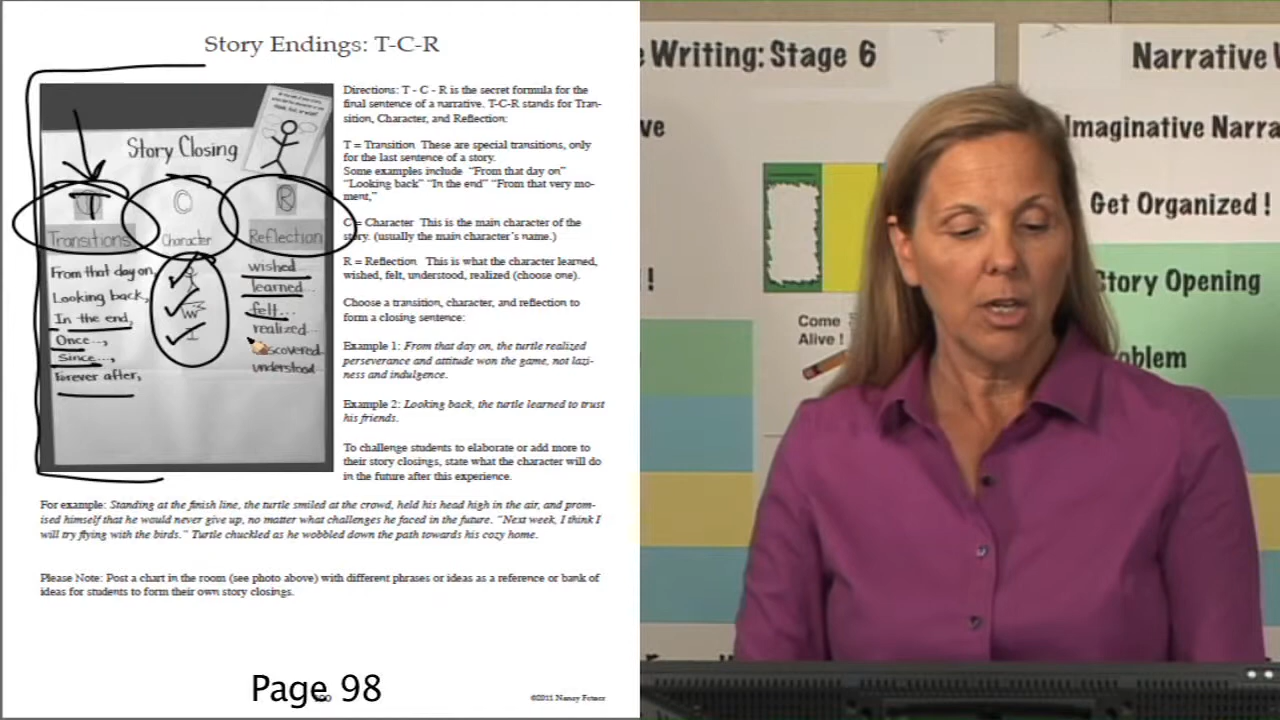 Story Endings: T-C-R
Story Closing
T
C
R
Transitions
Character
Reflection
From that day on,
Looking back,
In the end,
Once...,
Since...,
Forever after,
W
I
wished...
learned...
felt...
realized...
scovered...
understood...
Directions: T - C - R is the secret formula for the
final sentence of a narrative. T-C-R stands for Tran-
sition, Character, and Reflection:
T = Transition These are special transitions, only
for the last sentence of a story.
Some examples include “From that day on”
“Looking back” “In the end” “From that very mo-
ment,”
C = Character This is the main character of the
story. (usually the main character’s name.)
R = Reflection This is what the character learned,
wished, felt, understood, realized (choose one).
Choose a transition, character, and reflection to
form a closing sentence:
Example 1: From that day on, the turtle realized
perseverance and attitude won the game, not lazi-
ness and indulgence.
Example 2: Looking back, the turtle learned to trust
his friends.
To challenge students to elaborate or add more to
their story closings, state what the character will do
in the future after this experience.
For example: Standing at the finish line, the turtle smiled at the crowd, held his head high in the air, and prom-
ised himself that he would never give up, no matter what challenges he faced in the future. “Next week, I think I
will try flying with the birds.” Turtle chuckled as he wobbled down the path towards his cozy home.
Please Note: Post a chart in the room (see photo above) with different phrases or ideas as a reference or bank of
ideas for students to form their own story closings.
Page 98
©2011 Nancy Fetzer
e Writing: Stage 6
ve
!
Come
Alive !
Narrative W
Imaginative Narra
Get Organized !
Story Opening
oblem